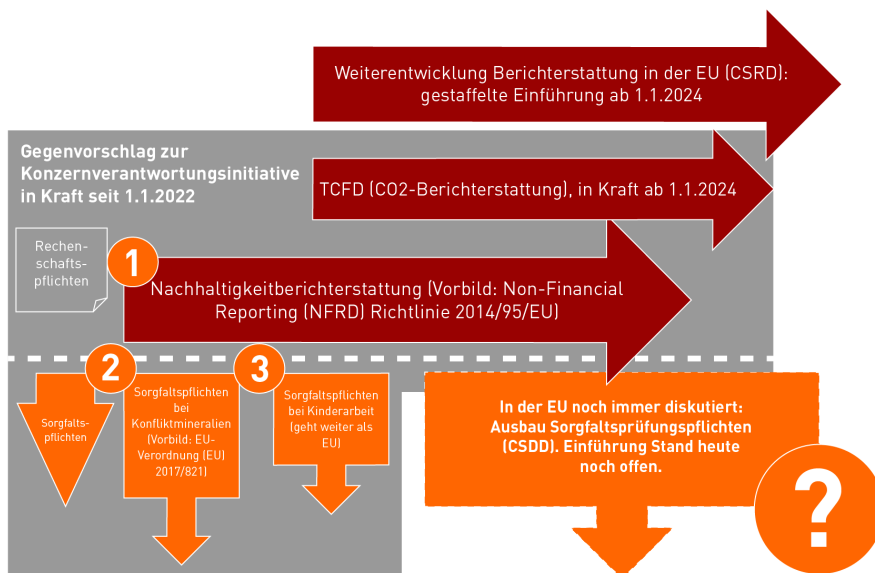 Weiterentwicklung Berichterstattung in der EU (CSRD):
gestaffelte Einführung ab 1.1.2024
Gegenvorschlag zur
Konzernverantwortungsinitiative
in Kraft seit 1.1.2022
TCFD (CO2-Berichterstattung), in Kraft ab 1.1.2024
Rechen-
schafts-
pflichten
1
Nachhaltigkeitberichterstattung (Vorbild: Non-Financial
Reporting (NFRD) Richtlinie 2014/95/EU)
Sorgfalts-
pflichten
2
Sorgfaltspflichten
bei
Konfliktmineralien
(Vorbild: EU-
Verordnung (EU)
2017/821)
3
Sorgfaltspflichten
bei Kinderarbeit
(geht weiter als
EU)
In der EU noch immer diskutiert:
Ausbau Sorgfaltsprüfungspflichten
(CSDD). Einführung Stand heute
noch offen.
?